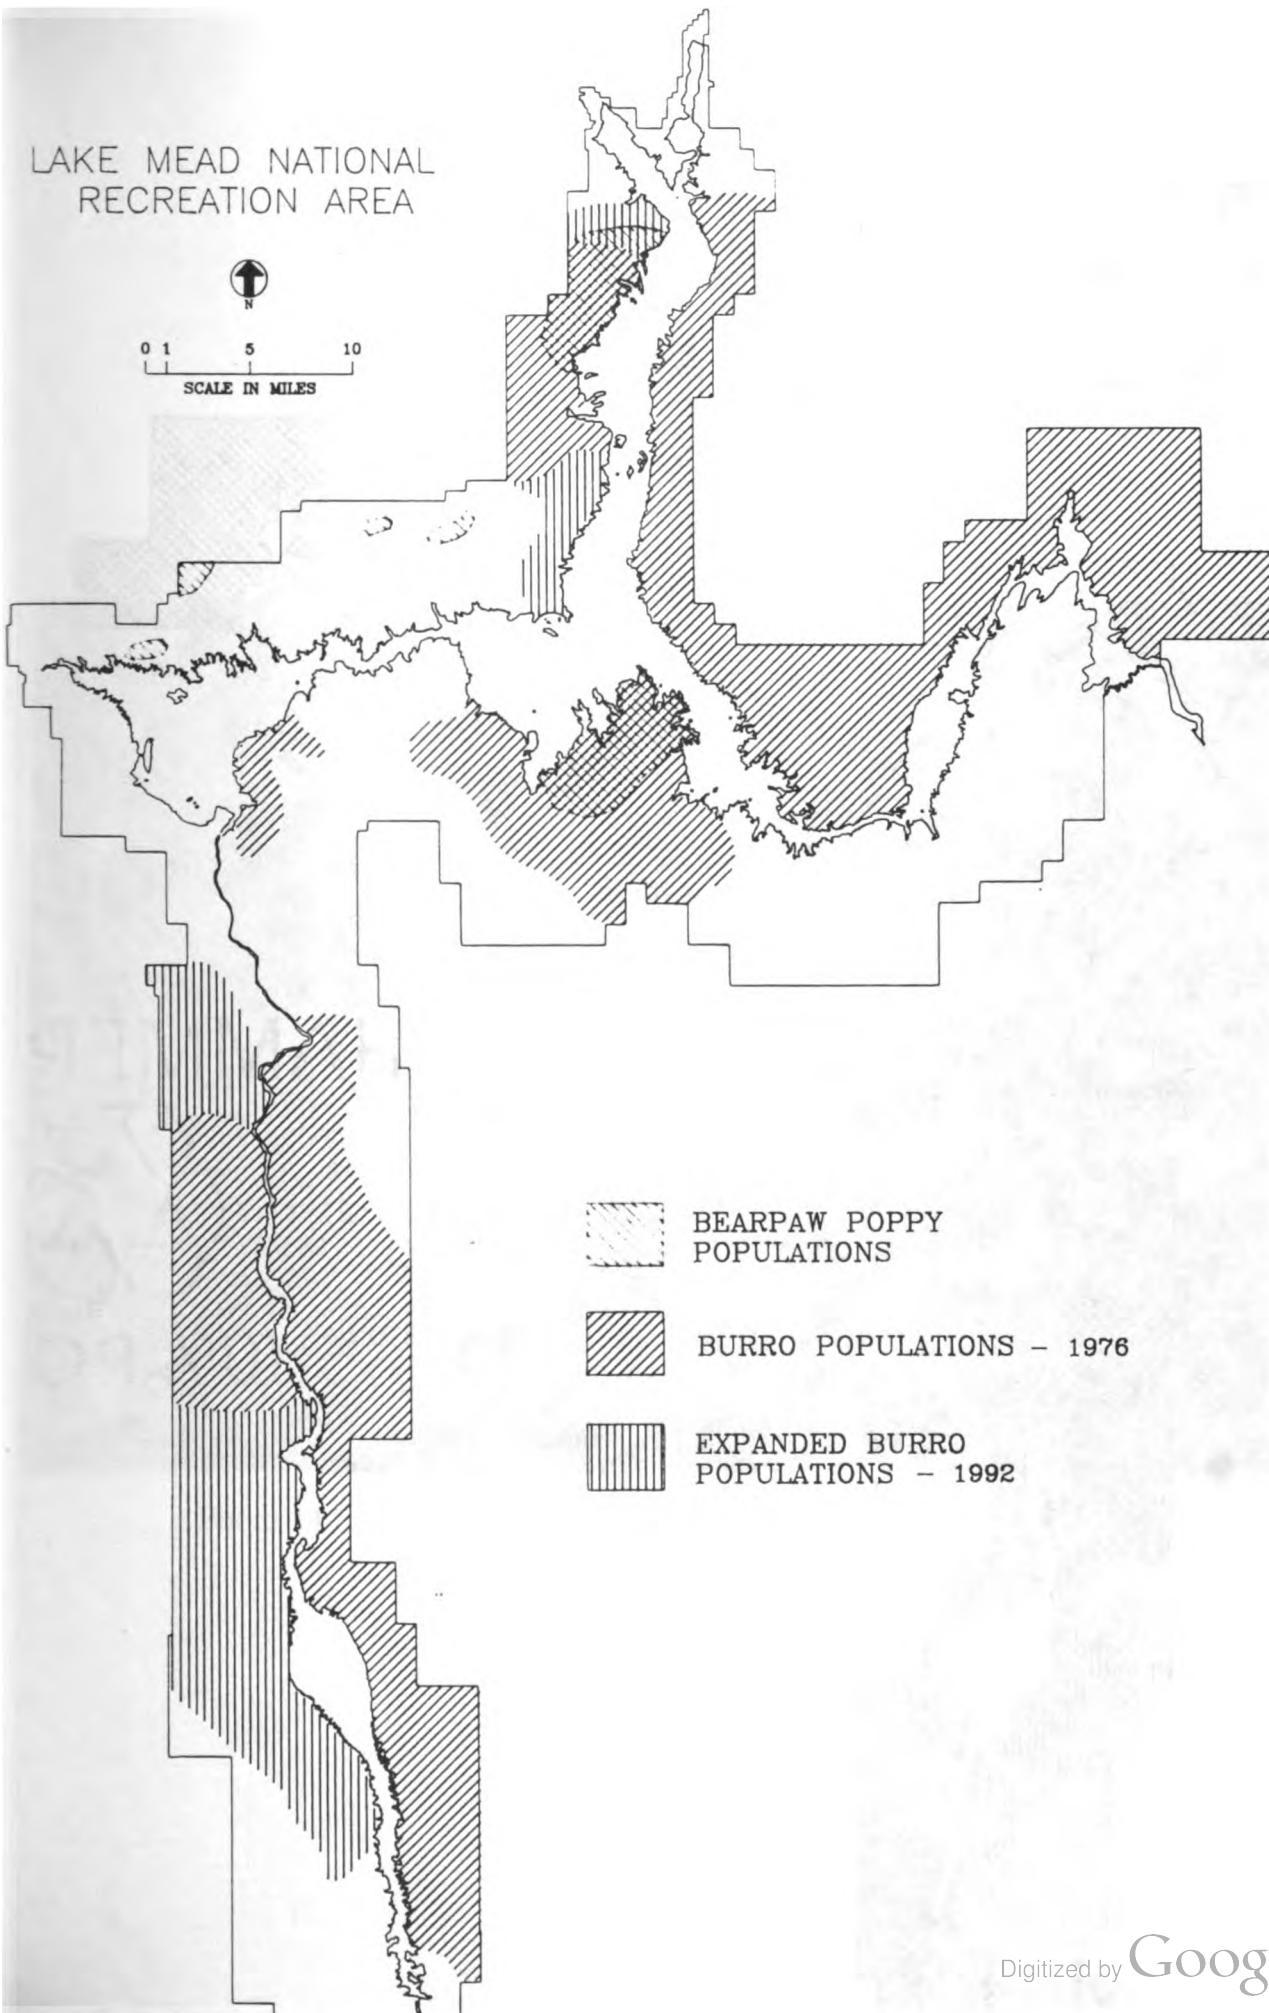 LAKE MEAD NATIONAL
RECREATION AREA
N
0 1 5 10
SCALE IN MILES
BEARPAW POPPY
POPULATIONS
BURRO POPULATIONS - 1976
EXPANDED BURRO
POPULATIONS - 1992
Digitized by Goog